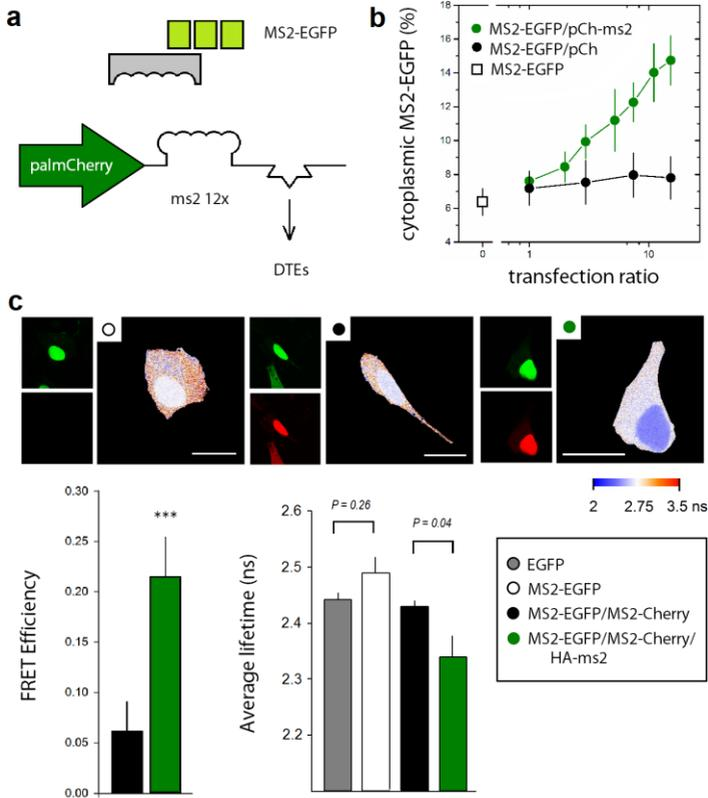 a
MS2-EGFP
palmCherry
ms2 12x
DTEs
b
cytoplasmic MS2-EGFP (%)
18
16
14
12
10
8
6
4
MS2-EGFP/pCh-ms2
MS2-EGFP/pCh
MS2-EGFP
0
1
10
transfection ratio
c
2
2.75
3.5 ns
FRET Efficiency
0.30
0.25
0.20
0.15
0.10
0.05
0.00
***
Average lifetime (ns)
2.6
2.5
2.4
2.3
2.2
P = 0.26
P = 0.04
EGFP
MS2-EGFP
MS2-EGFP/MS2-Cherry
MS2-EGFP/MS2-Cherry/
HA-ms2